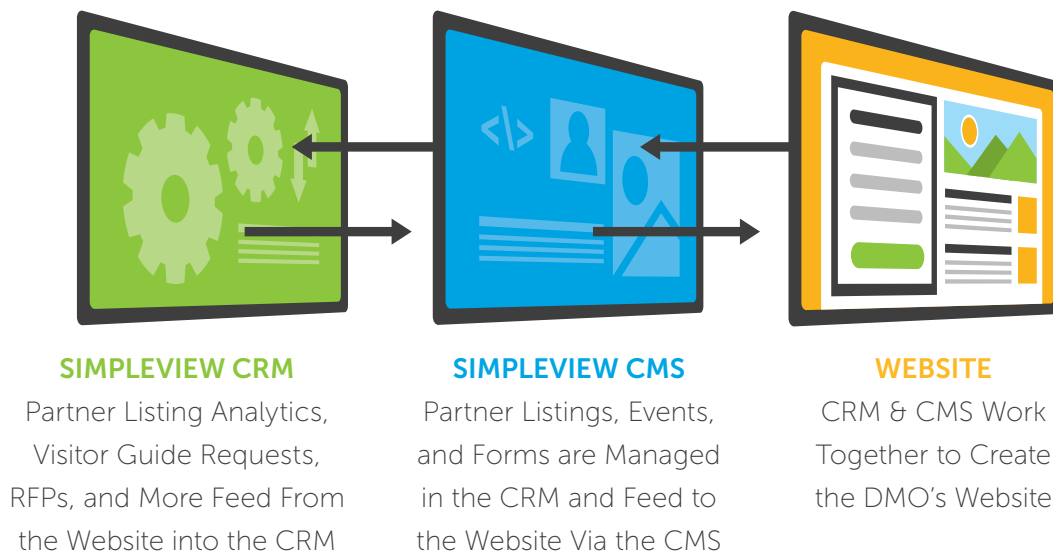 <\>
SIMPLEVIEW CRM
Partner Listing Analytics,
Visitor Guide Requests,
RFPs, and More Feed From
the Website into the CRM
SIMPLEVIEW CMS
Partner Listings, Events,
and Forms are Managed
in the CRM and Feed to
the Website Via the CMS
WEBSITE
CRM & CMS Work
Together to Create
the DMO's Website